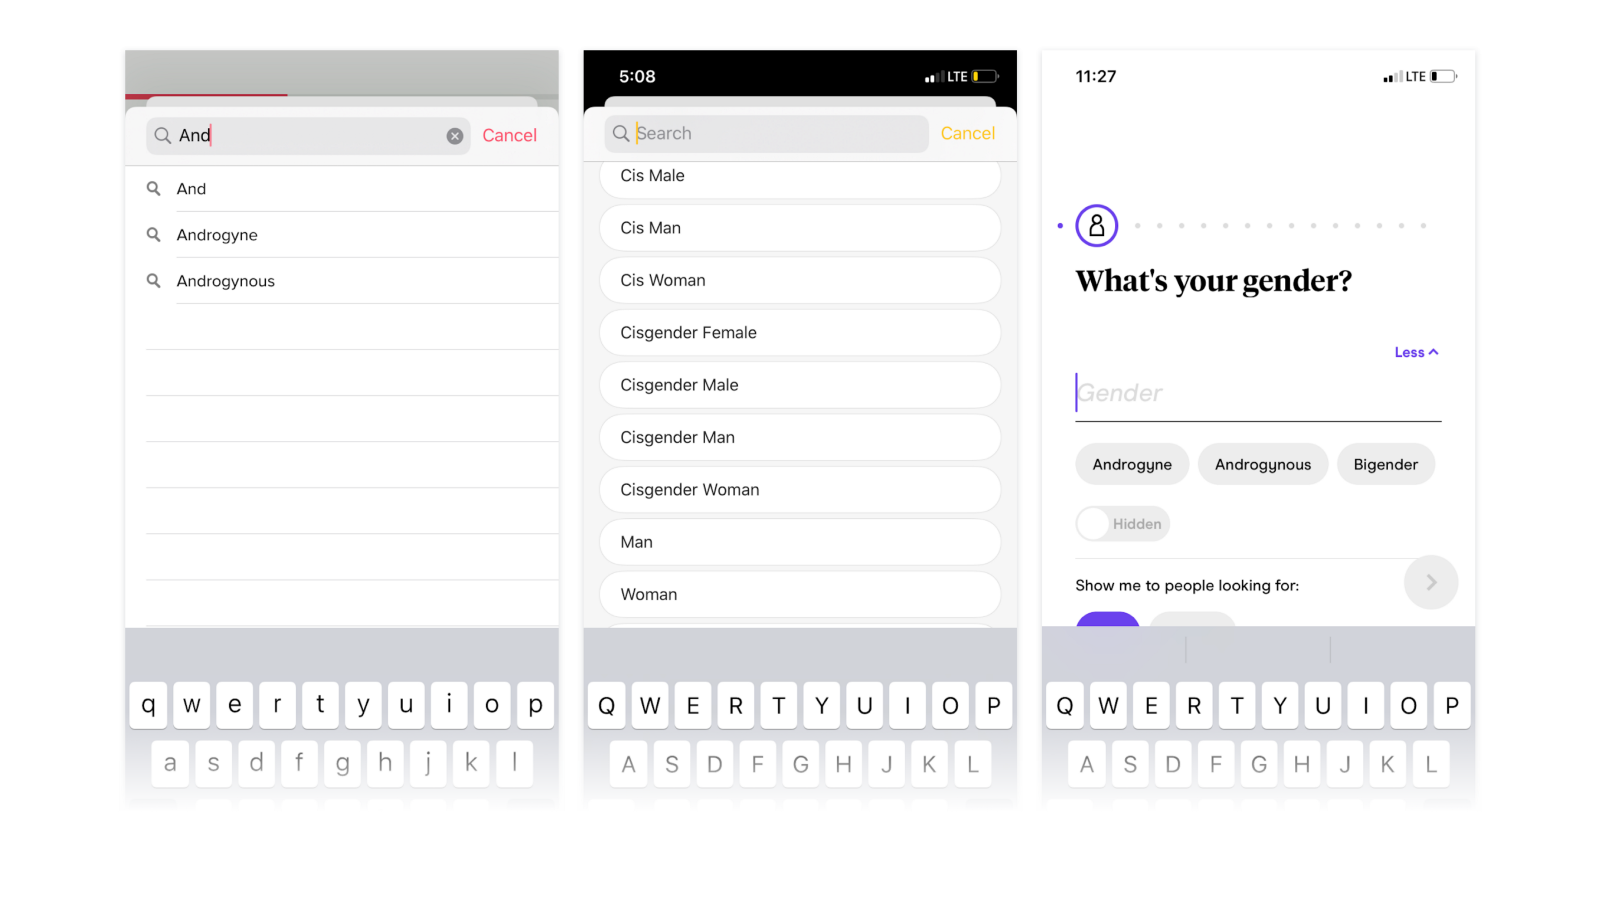 And
Cancel
And
Androgyne
Androgynous
q w e r t y u i o p
a s d f g h j k l
5:08
LTE
Search
Cancel
Cis Male
Cis Man
Cis Woman
Cisgender Female
Cisgender Male
Cisgender Man
Cisgender Woman
Man
Woman
Q W E R T Y U I O P
A S D F G H J K L
11:27
LTE
What's your gender?
Less
Gender
Androgyne Androgynous Bigender
Hidden
Show me to people looking for:
Q W E R T Y U I O P
A S D F G H J K L